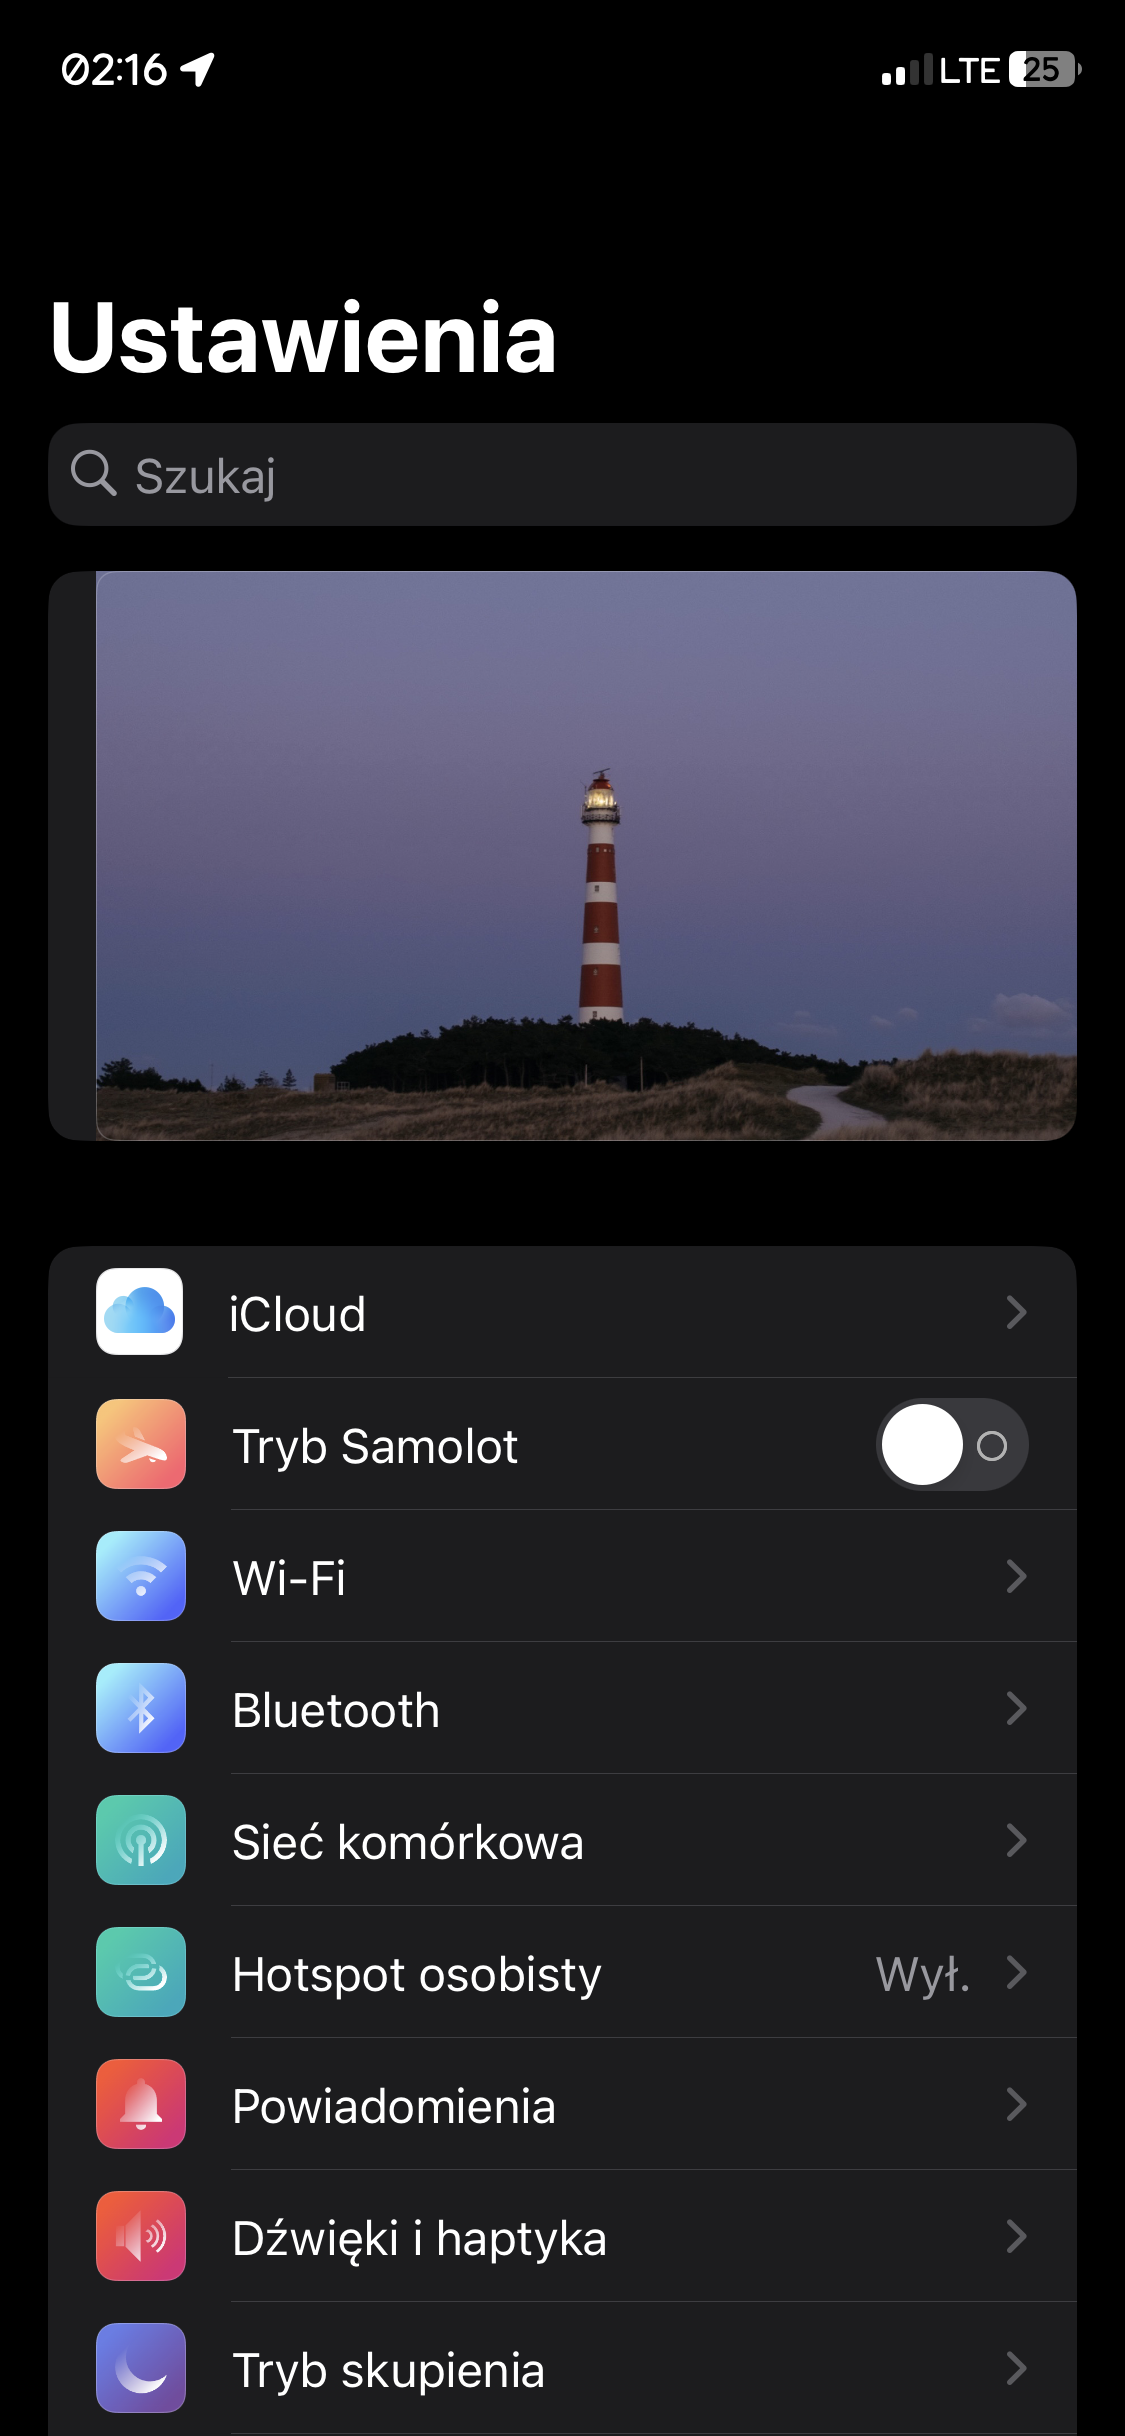 02:16 LTE 25
Ustawienia
Szukaj
iCloud
Tryb Samolot
Wi-Fi
Bluetooth
Sieć komórkowa
Hotspot osobisty Wył.
Powiadomienia
Dźwięki i haptyka
Tryb skupienia